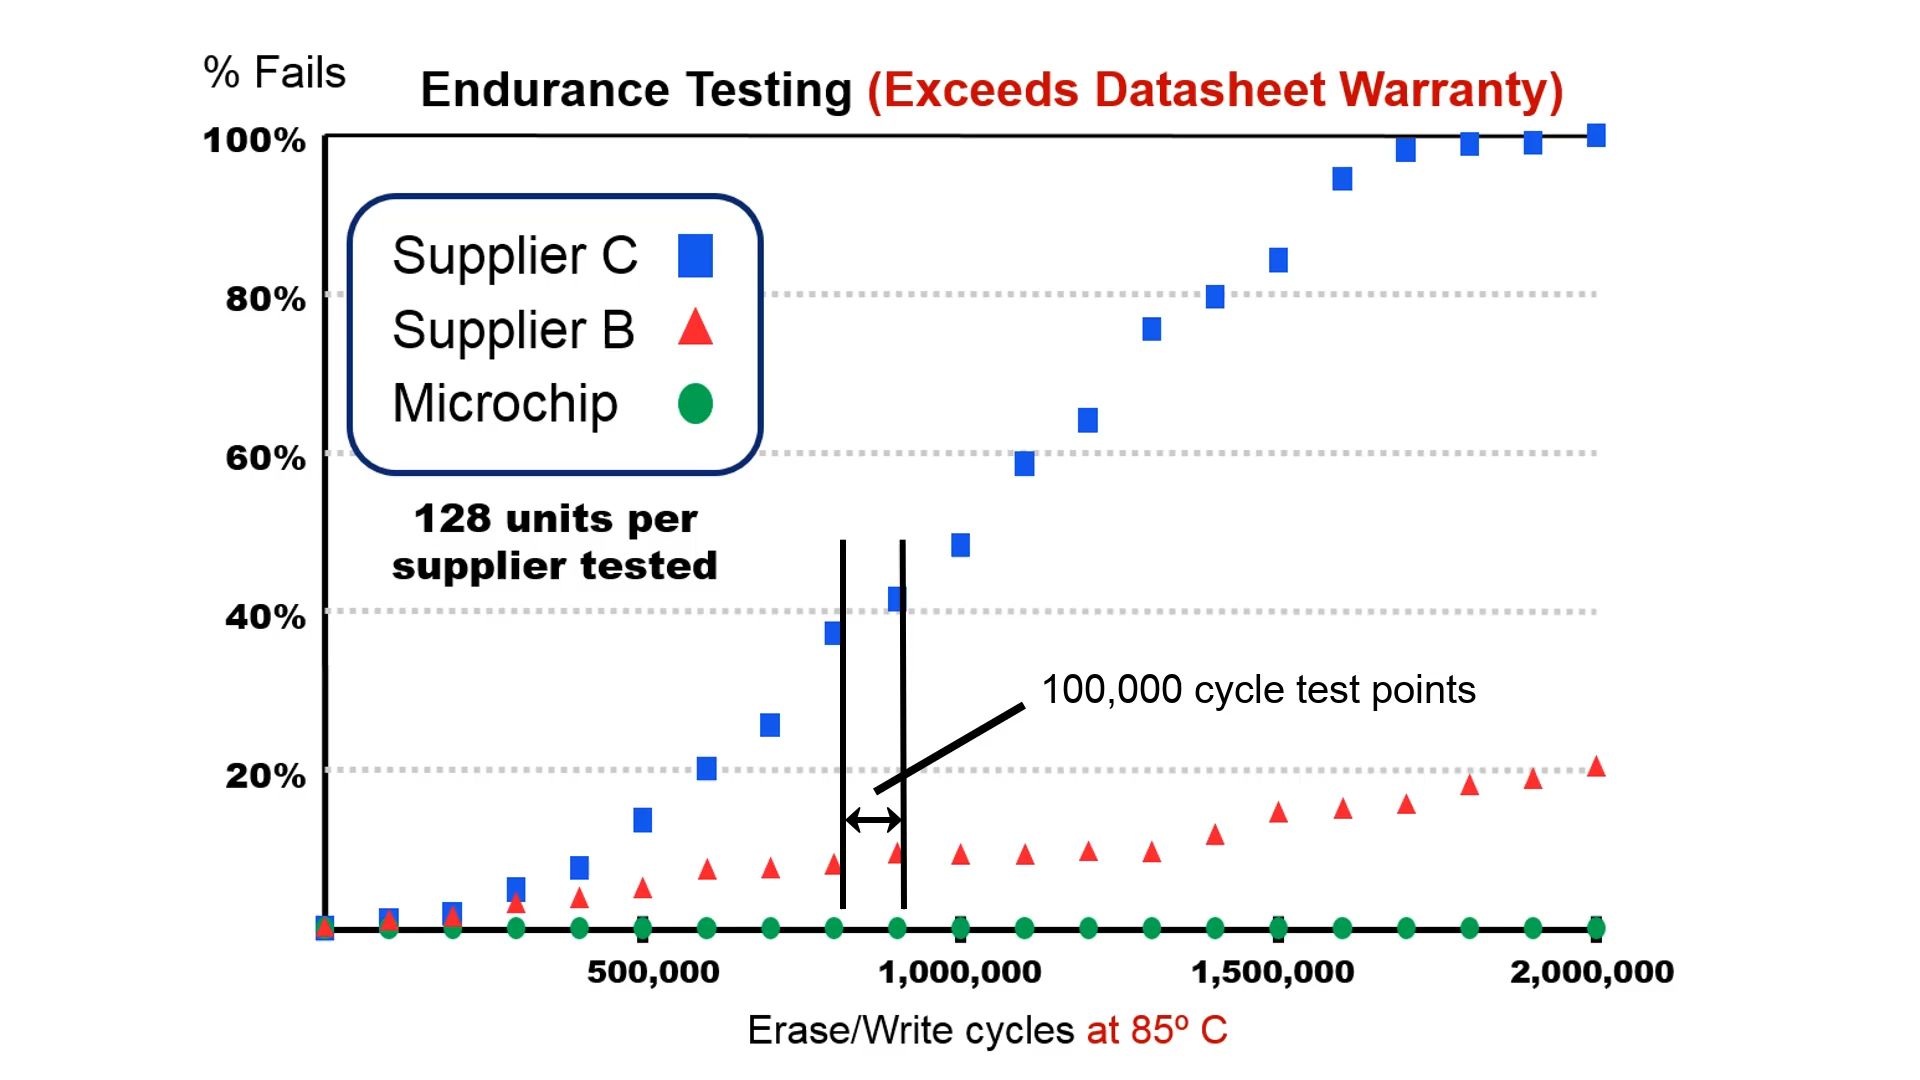 % Fails
Endurance Testing (Exceeds Datasheet Warranty)
100%
80%
60%
40%
20%
Supplier C
Supplier B
Microchip
128 units per
supplier tested
100,000 cycle test points
500,000
1,000,000
1,500,000
2,000,000
Erase/Write cycles at 85º C